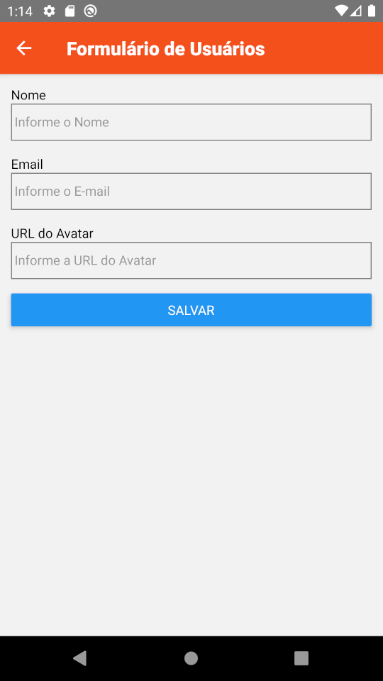 1:14
Formulário de Usuários
Nome
Informe o Nome
Email
Informe o E-mail
URL do Avatar
Informe a URL do Avatar
SALVAR